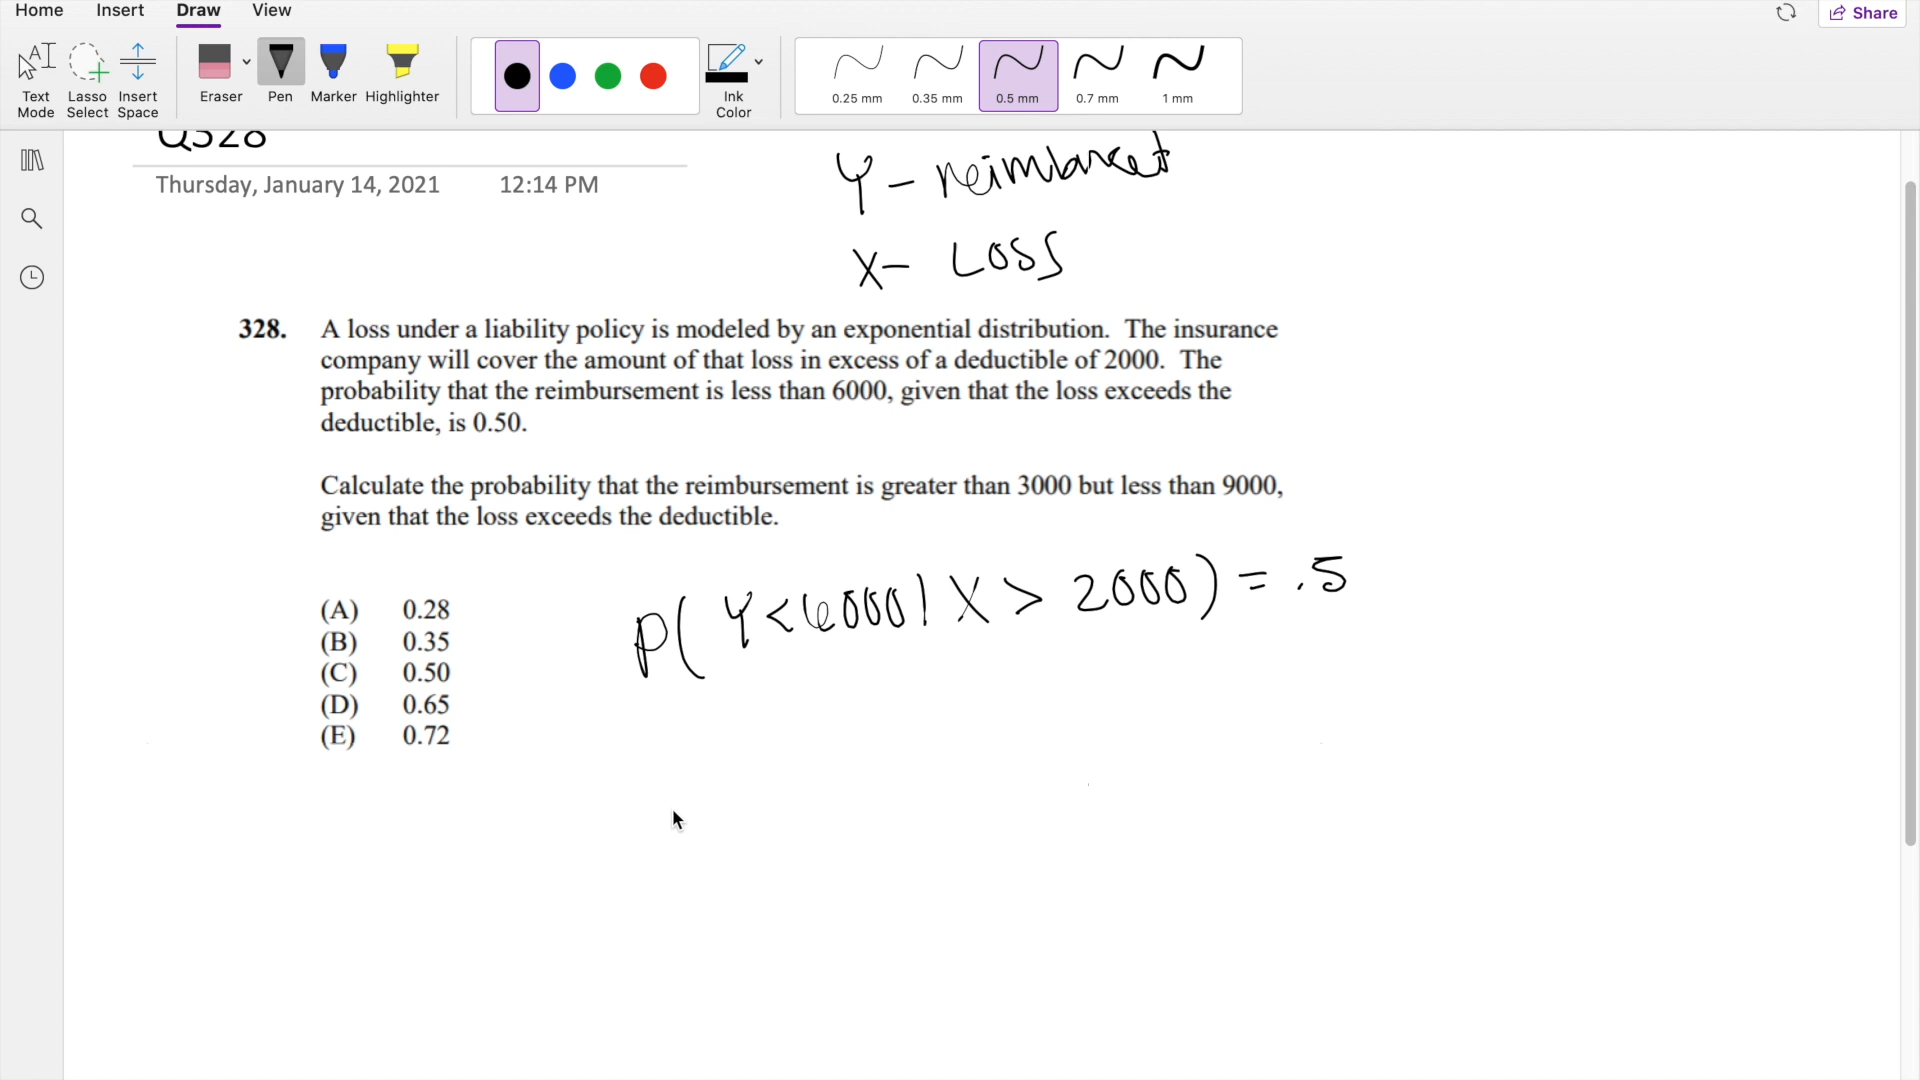 Home Insert Draw View
Share
Text Mode
Lasso Select
Insert Space
Eraser
Pen
Marker
Highlighter
Ink Color
0.25 mm
0.35 mm
0.5 mm
0.7 mm
1 mm
Q328
Thursday, January 14, 2021 12:14 PM
Y -
X - Loss
328. A loss under a liability policy is modeled by an exponential distribution. The insurance
company will cover the amount of that loss in excess of a deductible of 2000. The
probability that the reimbursement is less than 6000, given that the loss exceeds the
deductible, is 0.50.
Calculate the probability that the reimbursement is greater than 3000 but less than 9000,
given that the loss exceeds the deductible.
P( Y < 6000 | X > 2000) = .5
(A) 0.28
(B) 0.35
(C) 0.50
(D) 0.65
(E) 0.72